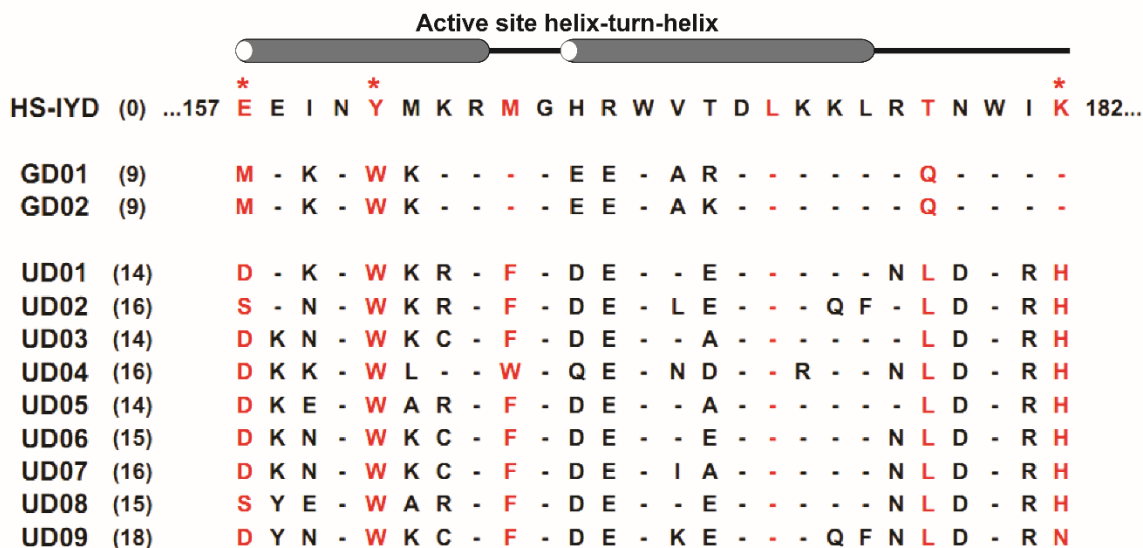 Active site helix-turn-helix
* * *
HS-IYD (0) ...157 E E I N Y M K R M G H R W V T D L K K L R T N W I K 182...
GD01 (9) M - K - W K - - - - E E - A R - - - - - - Q - - - -
GD02 (9) M - K - W K - - - - E E - A K - - - - - - Q - - - -
UD01 (14) D - K - W K R - F - D E - - E - - - - - N L D - R H
UD02 (16) S - N - W K R - F - D E - L E - - - Q F - L D - R H
UD03 (14) D K N - W K C - F - D E - - A - - - - - - L D - R H
UD04 (16) D K K - W L - - W - Q E - N D - - R - - N L D - R H
UD05 (14) D K E - W A R - F - D E - - A - - - - - - L D - R H
UD06 (15) D K N - W K C - F - D E - - E - - - - - N L D - R H
UD07 (16) D K N - W K C - F - D E - I A - - - - - N L D - R H
UD08 (15) S Y E - W A R - F - D E - - E - - - - - N L D - R H
UD09 (18) D Y N - W K C - F - D E - K E - - - Q F N L D - R N